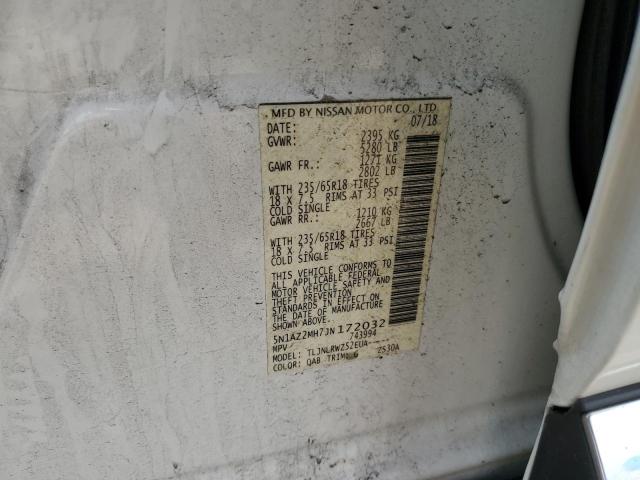 MFD BY NISSAN MOTOR CO., LTD.
DATE: 07/18
GVWR: 2395 KG
5280 LB
GAWR FR.: 1271 KG
2802 LB
WITH 235/65R18 TIRES
18 X 7.5 RIMS AT 33 PSI
COLD SINGLE
GAWR RR.: 1210 KG
2667 LB
WITH 235/65R18 TIRES
18 X 7.5 RIMS AT 33 PSI
COLD SINGLE
THIS VEHICLE CONFORMS TO
ALL APPLICABLE FEDERAL
MOTOR VEHICLE SAFETY AND
THEFT PREVENTION
STANDARDS IN EFFECT ON
THE DATE OF MANUFACTURE
SHOWN ABOVE.
5N1AZ2MH7JN172032
MPV 743994
MODEL: TLJNLRWZ52EUA-----
COLOR: QAB TRIM: G Z530A